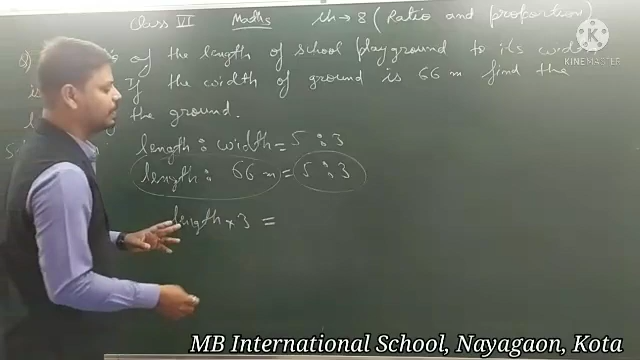 Class VI Maths Ch → 8 (Ratio and proportion)
Q) of the length of school playground to its
is If the width of ground is 66 m find the
the ground.
length : width = 5 : 3
length : 66 m = 5 : 3
length × 3 =
KINEMASTER
MB International School, Nayagaon, Kota